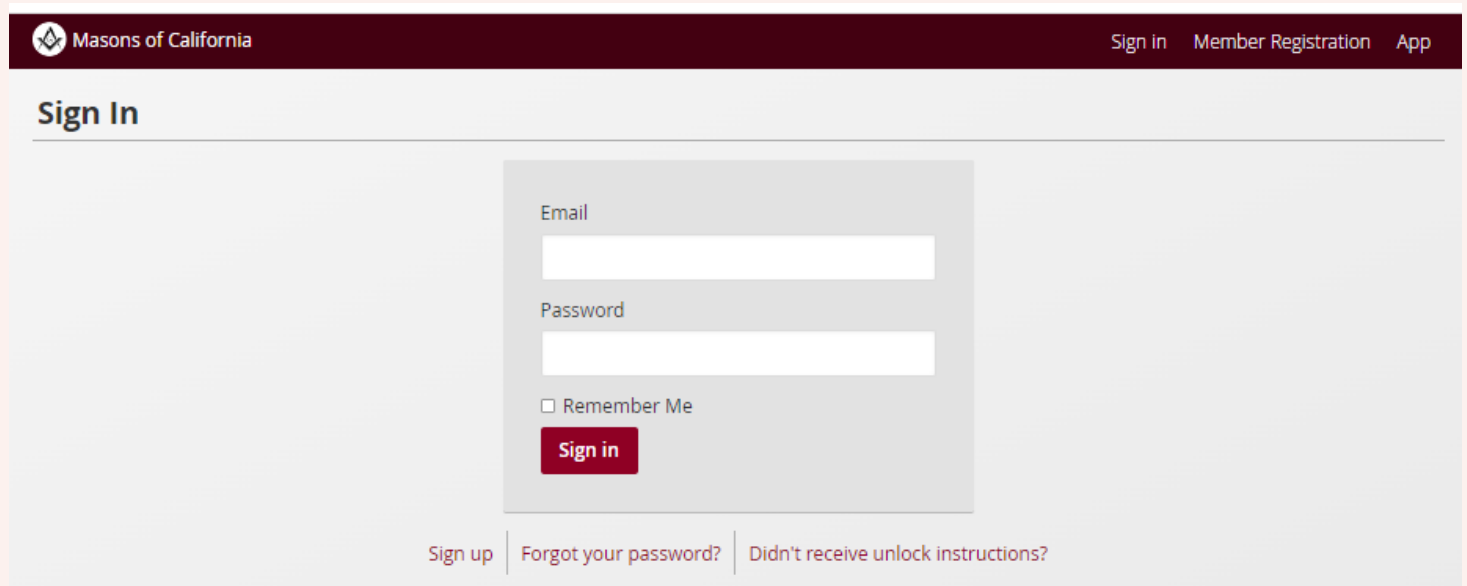 Masons of California Sign in Member Registration App
Sign In
Email
Password
Remember Me
Sign in
Sign up Forgot your password? Didn't receive unlock instructions?